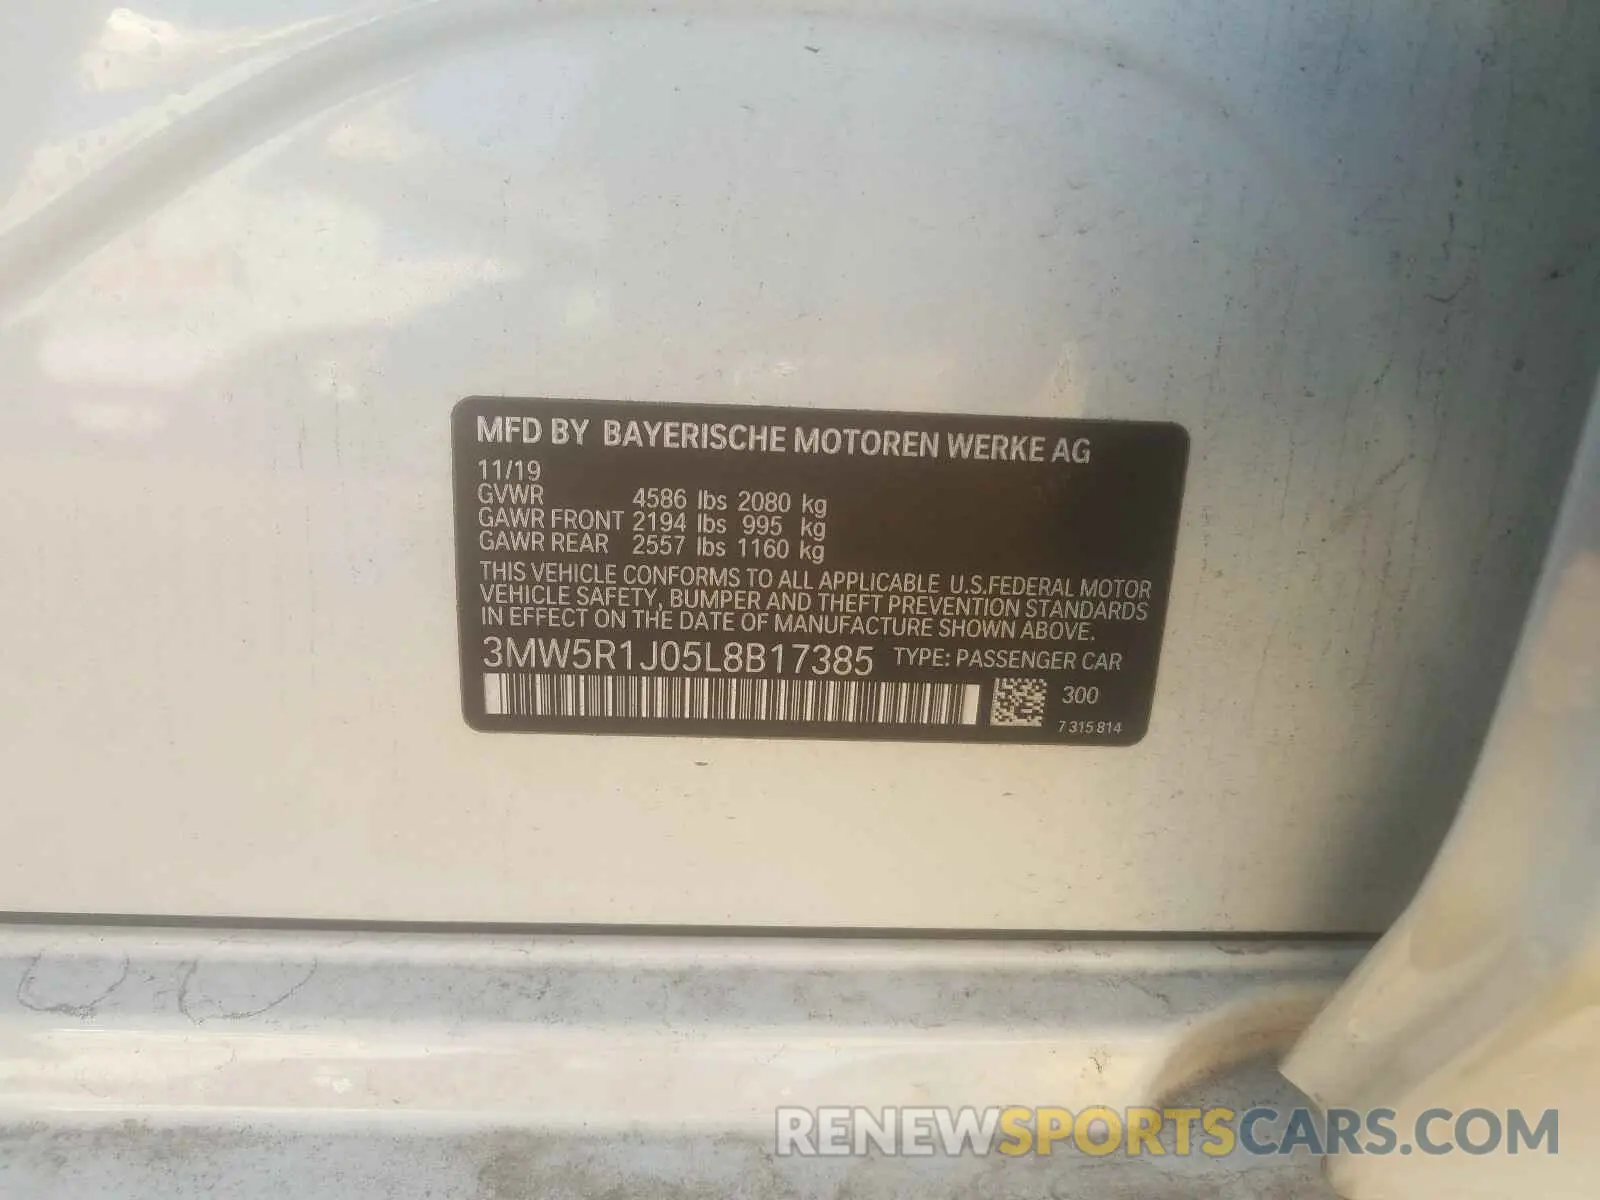 MFD BY BAYERISCHE MOTOREN WERKE AG
11/19
GVWR 4586 lbs 2080 kg
GAWR FRONT 2194 lbs 995 kg
GAWR REAR 2557 lbs 1160 kg
THIS VEHICLE CONFORMS TO ALL APPLICABLE U.S.FEDERAL MOTOR
VEHICLE SAFETY, BUMPER AND THEFT PREVENTION STANDARDS
IN EFFECT ON THE DATE OF MANUFACTURE SHOWN ABOVE.
3MW5R1J05L8B17385 TYPE: PASSENGER CAR
300
7 315 814
RENEWSPORTSCARS.COM